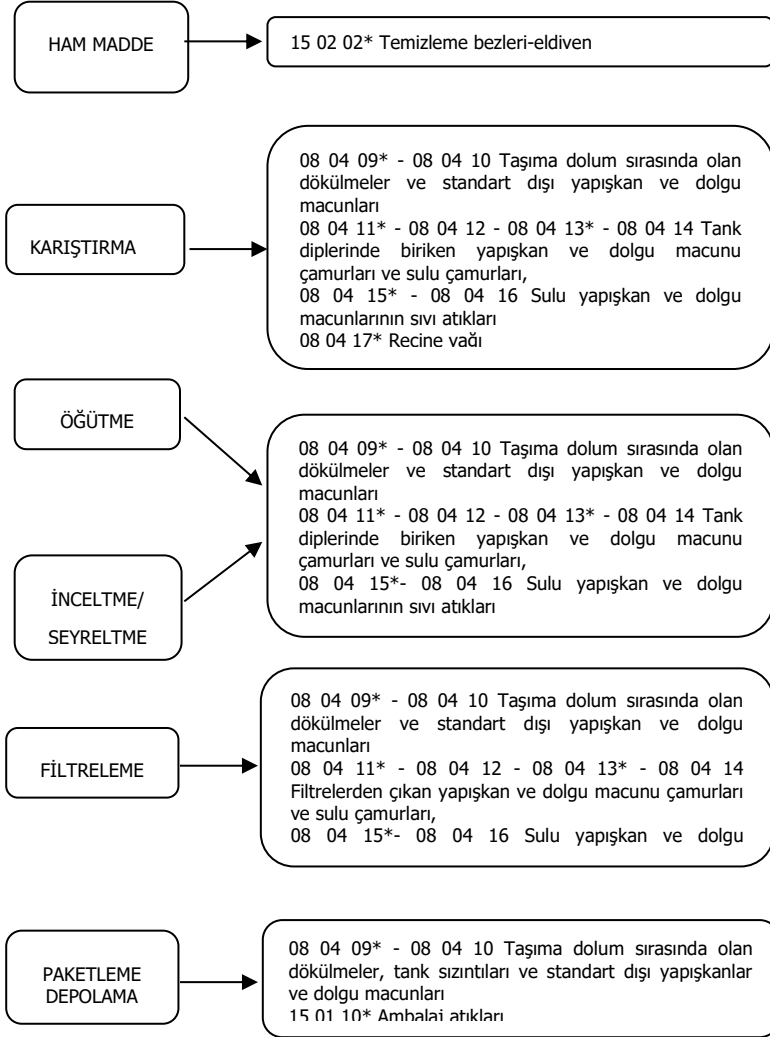 HAM MADDE
15 02 02* Temizleme bezleri-eldiven
KARIŞTIRMA
08 04 09* - 08 04 10 Taşıma dolum sırasında olan
dökülmeler ve standart dışı yapışkan ve dolgu
macunları
08 04 11* - 08 04 12 - 08 04 13* - 08 04 14 Tank
diplerinde biriken yapışkan ve dolgu macunu
çamurları ve sulu çamurları,
08 04 15* - 08 04 16 Sulu yapışkan ve dolgu
macunlarının sıvı atıkları
08 04 17* Reçine yağı
ÖĞÜTME
İNCELTME/
SEYRELTME
08 04 09* - 08 04 10 Taşıma dolum sırasında olan
dökülmeler ve standart dışı yapışkan ve dolgu
macunları
08 04 11* - 08 04 12 - 08 04 13* - 08 04 14 Tank
diplerinde biriken yapışkan ve dolgu macunu
çamurları ve sulu çamurları,
08 04 15*- 08 04 16 Sulu yapışkan ve dolgu
macunlarının sıvı atıkları
FİLTRELEME
08 04 09* - 08 04 10 Taşıma dolum sırasında olan
dökülmeler ve standart dışı yapışkan ve dolgu
macunları
08 04 11* - 08 04 12 - 08 04 13* - 08 04 14
Filtrelerden çıkan yapışkan ve dolgu macunu çamurları
ve sulu çamurları,
08 04 15*- 08 04 16 Sulu yapışkan ve dolgu
PAKETLEME
DEPOLAMA
08 04 09* - 08 04 10 Taşıma dolum sırasında olan
dökülmeler, tank sızıntıları ve standart dışı yapışkanlar
ve dolgu macunları
15 01 10* Ambalaj atıkları